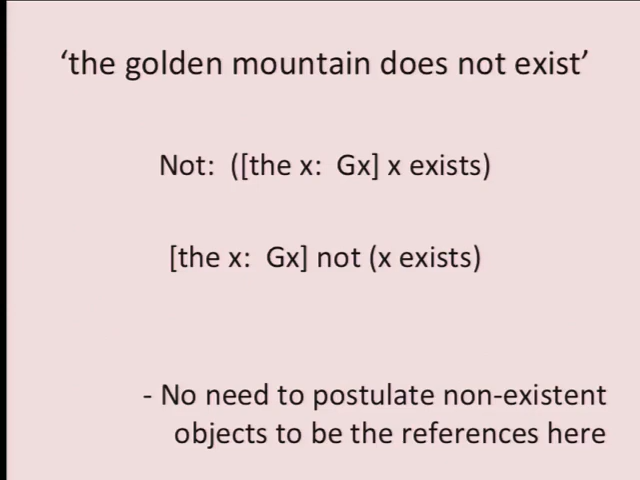 ‘the golden mountain does not exist’
Not:  ([the x:  Gx] x exists)
[the x:  Gx] not (x exists)
- No need to postulate non-existent
objects to be the references here